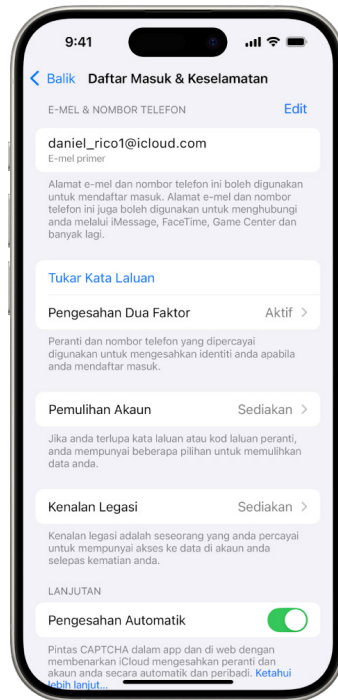 9:41
Balik Daftar Masuk & Keselamatan
E-MEL & NOMBOR TELEFON Edit
daniel_rico1@icloud.com
E-mel primer
Alamat e-mel dan nombor telefon ini boleh digunakan
untuk mendaftar masuk. Alamat e-mel dan nombor
telefon ini juga boleh digunakan untuk menghubungi
anda melalui iMessage, FaceTime, Game Center dan
banyak lagi.
Tukar Kata Laluan
Pengesahan Dua Faktor Aktif
Peranti dan nombor telefon yang dipercayai
digunakan untuk mengesahkan identiti anda apabila
anda mendaftar masuk.
Pemulihan Akaun Sediakan
Jika anda terlupa kata laluan atau kod laluan peranti,
anda mempunyai beberapa pilihan untuk memulihkan
data anda.
Kenalan Legasi Sediakan
Kenalan legasi adalah seseorang yang anda percayai
untuk mempunyai akses ke data di akaun anda
selepas kematian anda.
LANJUTAN
Pengesahan Automatik
Pintas CAPTCHA dalam app dan di web dengan
membenarkan iCloud mengesahkan peranti dan
akaun anda secara automatik dan peribadi. Ketahui
lebih lanjut...